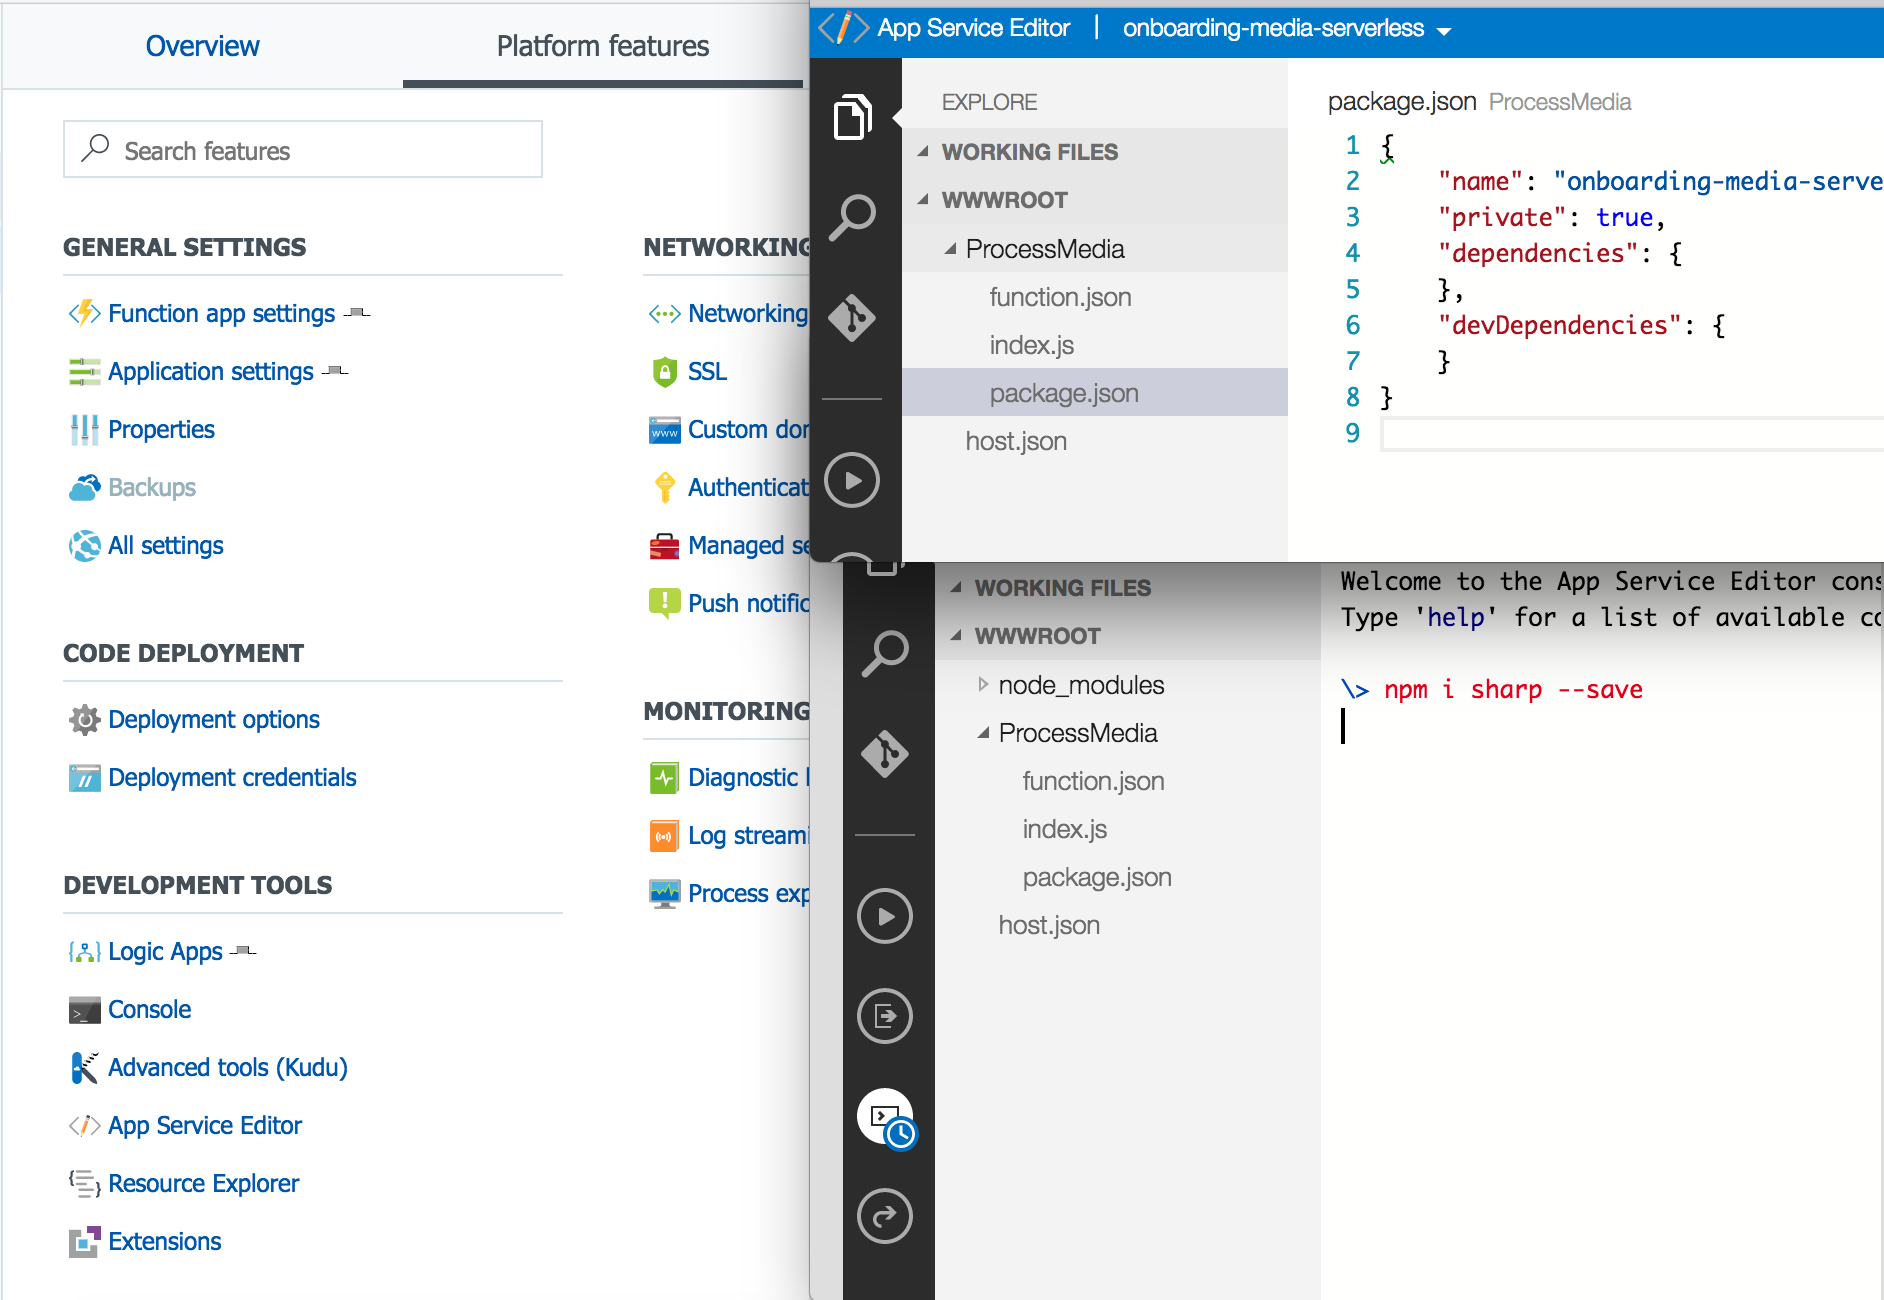 Overview
Platform features
Search features
GENERAL SETTINGS
Function app settings
Application settings
Properties
Backups
All settings
CODE DEPLOYMENT
Deployment options
Deployment credentials
DEVELOPMENT TOOLS
Logic Apps
Console
Advanced tools (Kudu)
App Service Editor
Resource Explorer
Extensions
NETWORKING
Networking
SSL
www
Custom dor
Authenticat
Managed se
Push notific
MONITORING
Diagnostic l
Log streami
Process exp
App Service Editor | onboarding-media-serverless
EXPLORE
WORKING FILES
WWWROOT
ProcessMedia
function.json
index.js
package.json
host.json
package.json ProcessMedia
1 {
2 "name": "onboarding-media-serve
3 "private": true,
4 "dependencies": {
5 },
6 "devDependencies": {
7 }
8 }
9
WORKING FILES
WWWROOT
node_modules
ProcessMedia
function.json
index.js
package.json
host.json
Welcome to the App Service Editor cons
Type 'help' for a list of available co
\> npm i sharp --save